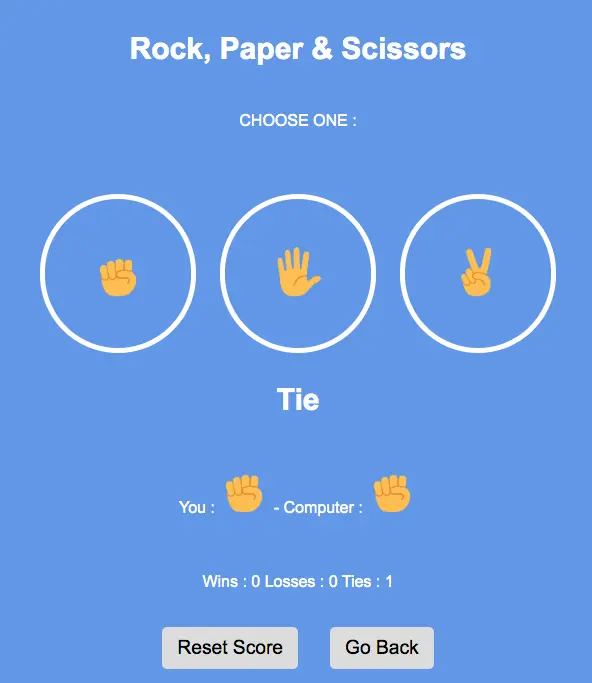 Rock, Paper & Scissors
CHOOSE ONE :
Tie
You : - Computer :
Wins : 0 Losses : 0 Ties : 1
Reset Score Go Back